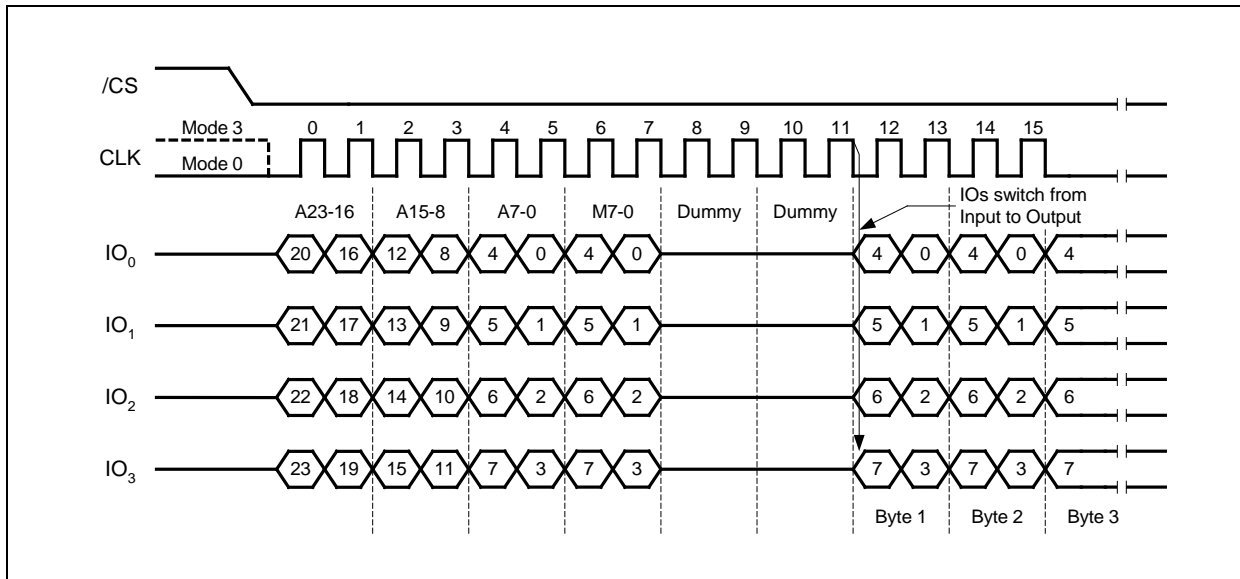 /CS
Mode 3 0 1 2 3 4 5 6 7 8 9 10 11 12 13 14 15
CLK
Mode 0
A23-16 A15-8 A7-0 M7-0 Dummy Dummy
IOs switch from
Input to Output
IO0 20 16 12 8 4 0 4 0 4 0 4 0 4
IO1 21 17 13 9 5 1 5 1 5 1 5 1 5
IO2 22 18 14 10 6 2 6 2 6 2 6 2 6
IO3 23 19 15 11 7 3 7 3 7 3 7 3 7
Byte 1 Byte 2 Byte 3